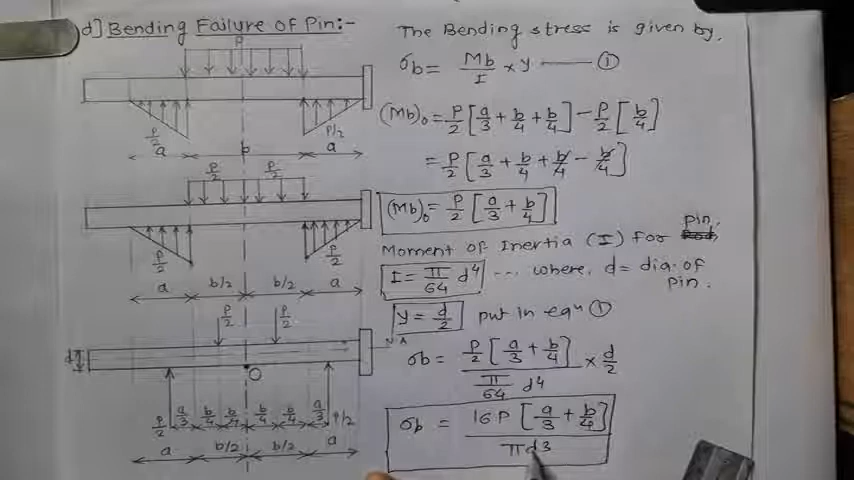 d] Bending Failure of Pin:-
P
P/2
P/2
a
b
a
P/2
P/2
P/2
P/2
a
b/2
b/2
a
P/2
P/2
d
A
O
P/2
a/3
b/4
b/4
b/4
b/4
a/3
P/2
a
b/2
b/2
a
The Bending stress is given by,
σb = Mb/I × y —— ①
(Mb)o = P/2 [a/3 + b/4 + b/4] - P/2 [b/4]
= P/2 [a/3 + b/4 + b/4 - b/4]
(Mb)o = P/2 [a/3 + b/4]
Moment of Inertia (I) for pin.
I = π/64 d⁴ ... where, d = dia. of
pin.
y = d/2 put in eqⁿ ①
σb = P/2 [a/3 + b/4] / π/64 d⁴ × d/2
σb = 16 P [a/3 + b/4] / πd³